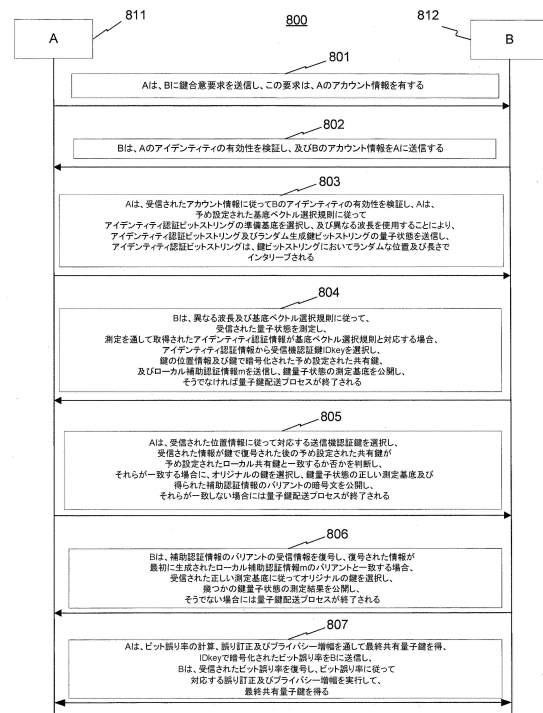 811
800
812
A
B
801
Aは、Bに鍵合意要求を送信し、この要求は、Aのアカウント情報を有する
802
Bは、Aのアイデンティティの有効性を検証し、及びBのアカウント情報をAに送信する
803
Aは、受信されたアカウント情報に従ってBのアイデンティティの有効性を検証し、Aは、
予め設定された基底ベクトル選択規則に従って
アイデンティティ認証ビットストリングの準備基底を選択し、及び異なる波長を使用することにより、
アイデンティティ認証ビットストリング及びランダム生成鍵ビットストリングの量子状態を送信し、
アイデンティティ認証ビットストリングは、鍵ビットストリングにおいてランダムな位置及び長さで
インタリーブされる
804
Bは、異なる波長及び基底ベクトル選択規則に従って、
受信された量子状態を測定し、
測定を通して取得されたアイデンティティ認証情報が基底ベクトル選択規則と対応する場合、
アイデンティティ認証情報から受信機認証鍵IDkeyを選択し、
鍵の位置情報及び鍵で暗号化された予め設定された共有鍵、
及びローカル補助認証情報mを送信し、鍵量子状態の測定基底を公開し、
そうでなければ量子鍵配送プロセスが終了される
805
Aは、受信された位置情報に従って対応する送信機認証鍵を選択し、
受信された情報が鍵で復号された後の予め設定された共有鍵が
予め設定されたローカル共有鍵と一致するか否かを判断し、
それらが一致する場合に、オリジナルの鍵を選択し、鍵量子状態の正しい測定基底及び
得られた補助認証情報のバリアントの暗号文を公開し、
それらが一致しない場合には量子鍵配送プロセスが終了される
806
Bは、補助認証情報のバリアントの受信情報を復号し、復号された情報が
最初に生成されたローカル補助認証情報mのバリアントと一致する場合、
受信された正しい測定基底に従ってオリジナルの鍵を選択し、
幾つかの鍵量子状態の測定結果を公開し、
そうでない場合には量子鍵配送プロセスが終了される
807
Aは、ビット誤り率の計算、誤り訂正及びプライバシー増幅を通して最終共有量子鍵を得、
IDkeyで暗号化されたビット誤り率をBに送信し、
Bは、受信されたビット誤り率を復号し、ビット誤り率に従って
対応する誤り訂正及びプライバシー増幅を実行して、
最終共有量子鍵を得る